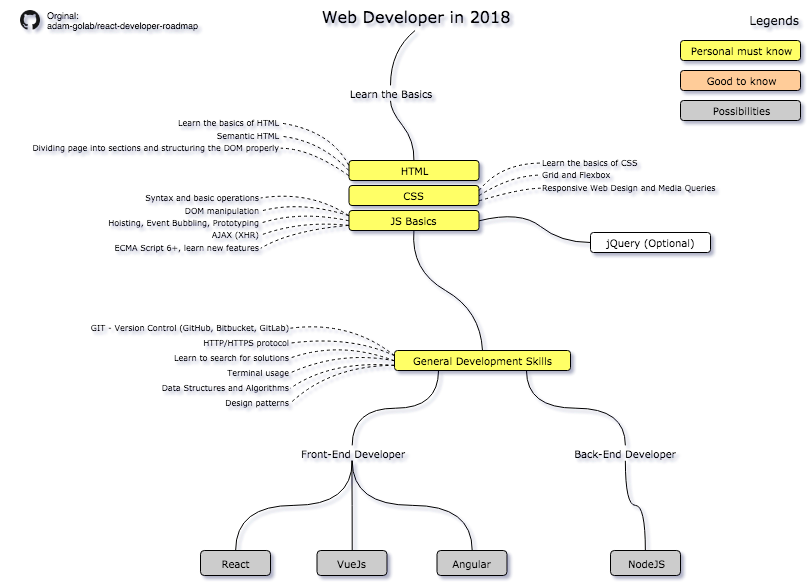 Orginal:
adam-golab/react-developer-roadmap
Web Developer in 2018
Legends
Personal must know
Good to know
Possibilities
Learn the Basics
Learn the basics of HTML
Semantic HTML
Dividing page into sections and structuring the DOM properly
HTML
Learn the basics of CSS
Grid and Flexbox
Responsive Web Design and Media Queries
CSS
Syntax and basic operations
DOM manipulation
Hoisting, Event Bubbling, Prototyping
AJAX (XHR)
ECMA Script 6+, learn new features
JS Basics
jQuery (Optional)
GIT - Version Control (GitHub, Bitbucket, GitLab)
HTTP/HTTPS protocol
Learn to search for solutions
Terminal usage
Data Structures and Algorithms
Design patterns
General Development Skills
Front-End Developer
Back-End Developer
React
VueJs
Angular
NodeJS